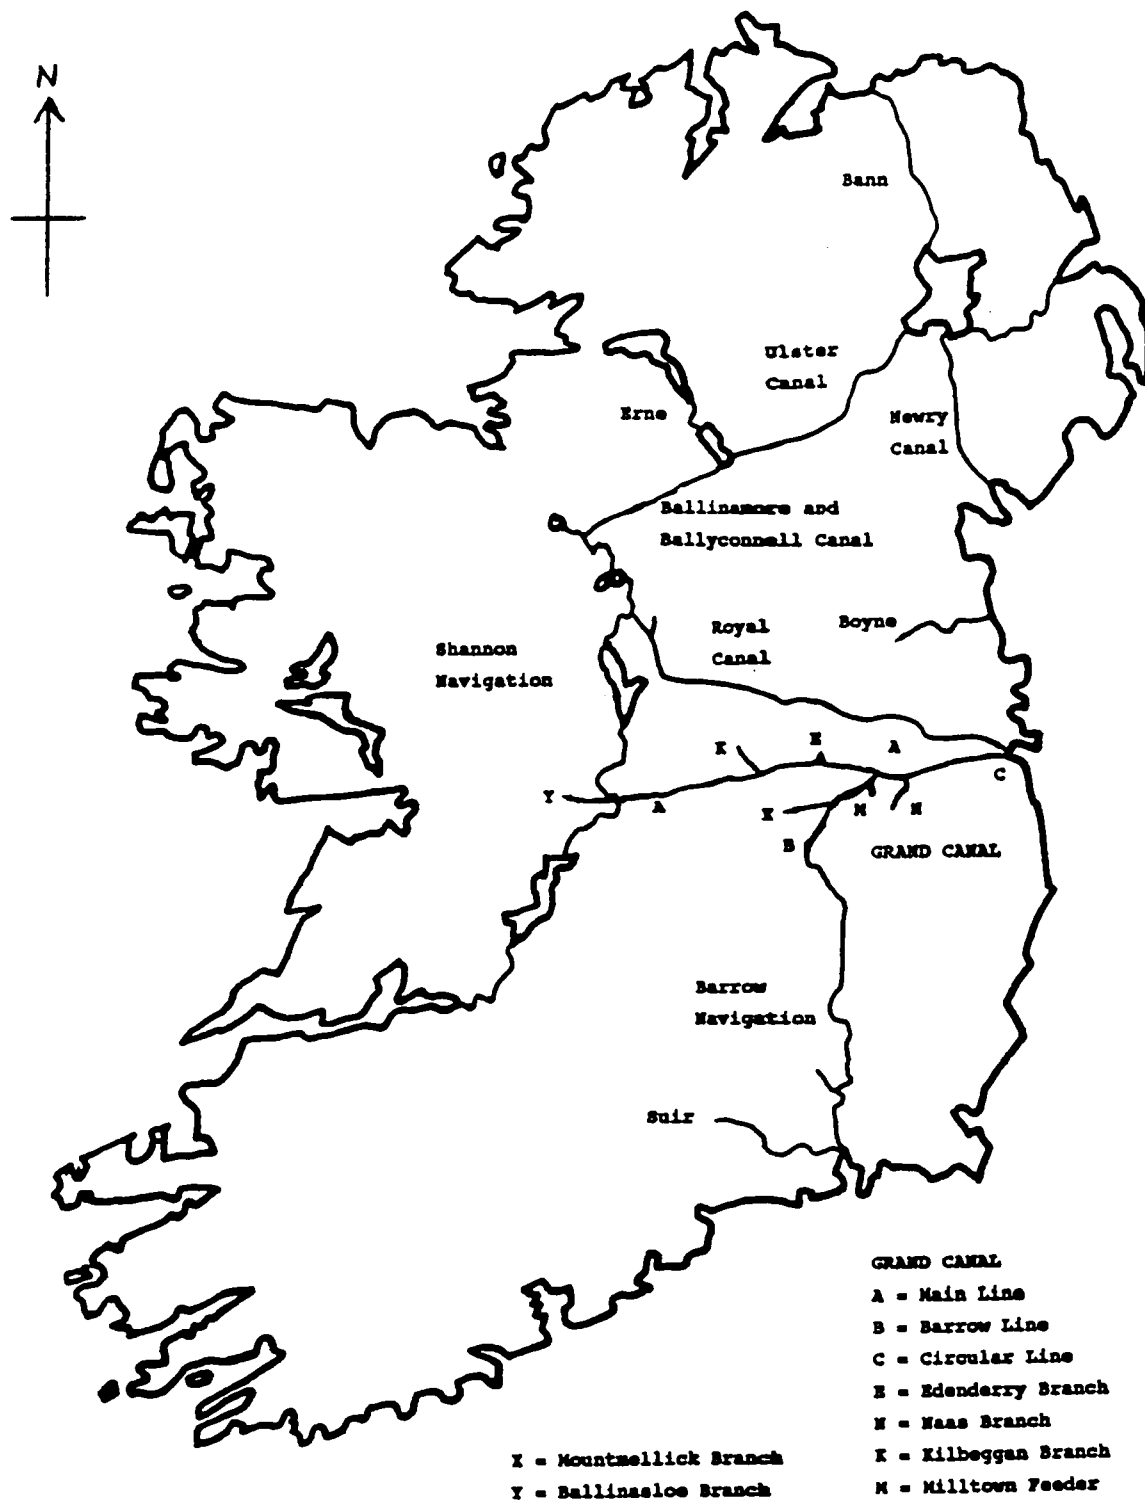 N
Bann
Ulster
Canal
Erne
Newry
Canal
Ballinamore and
Ballyconnell Canal
Royal
Canal
Boyne
Shannon
Navigation
K
E
A
C
Y
A
X
M
N
B
GRAND CANAL
Barrow
Navigation
Suir
GRAND CANAL
A = Main Line
B = Barrow Line
C = Circular Line
E = Edenderry Branch
N = Naas Branch
K = Kilbeggan Branch
M = Milltown Feeder
X = Mountmellick Branch
Y = Ballinasloe Branch